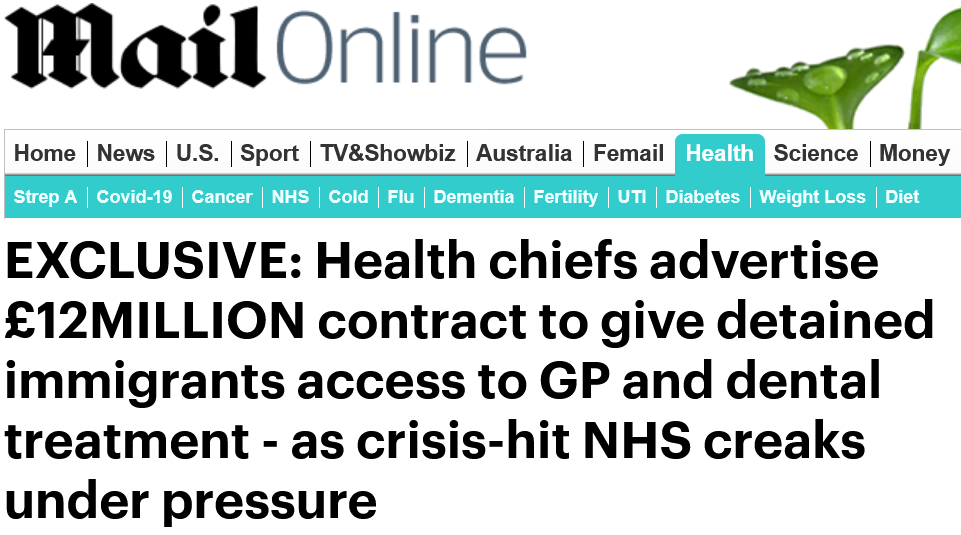 Mail Online
Home News U.S. Sport TV&Showbiz Australia Femail Health Science Money
Strep A Covid-19 Cancer NHS Cold Flu Dementia Fertility UTI Diabetes Weight Loss Diet
EXCLUSIVE: Health chiefs advertise
£12MILLION contract to give detained
immigrants access to GP and dental
treatment - as crisis-hit NHS creaks
under pressure